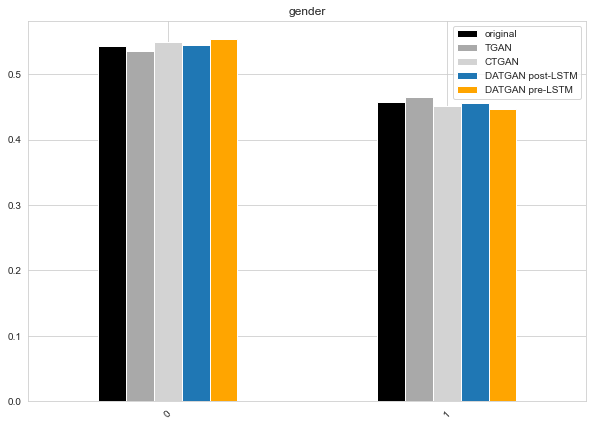 gender
original
TGAN
CTGAN
DATGAN post-LSTM
DATGAN pre-LSTM
0.5
0.4
0.3
0.2
0.1
0.0
0
1